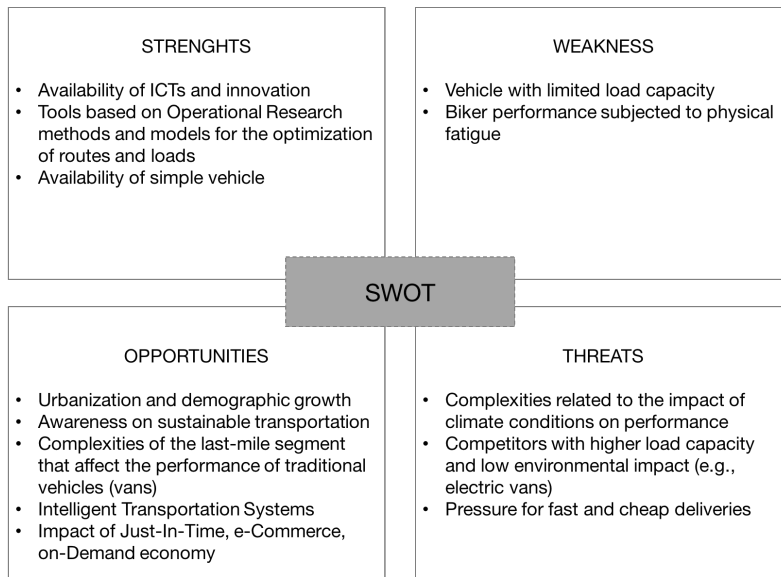 STRENGHTS
• Availability of ICTs and innovation
• Tools based on Operational Research
methods and models for the optimization
of routes and loads
• Availability of simple vehicle
WEAKNESS
• Vehicle with limited load capacity
• Biker performance subjected to physical
fatigue
SWOT
OPPORTUNITIES
• Urbanization and demographic growth
• Awareness on sustainable transportation
• Complexities of the last-mile segment
that affect the performance of traditional
vehicles (vans)
• Intelligent Transportation Systems
• Impact of Just-In-Time, e-Commerce,
on-Demand economy
THREATS
• Complexities related to the impact of
climate conditions on performance
• Competitors with higher load capacity
and low environmental impact (e.g.,
electric vans)
• Pressure for fast and cheap deliveries